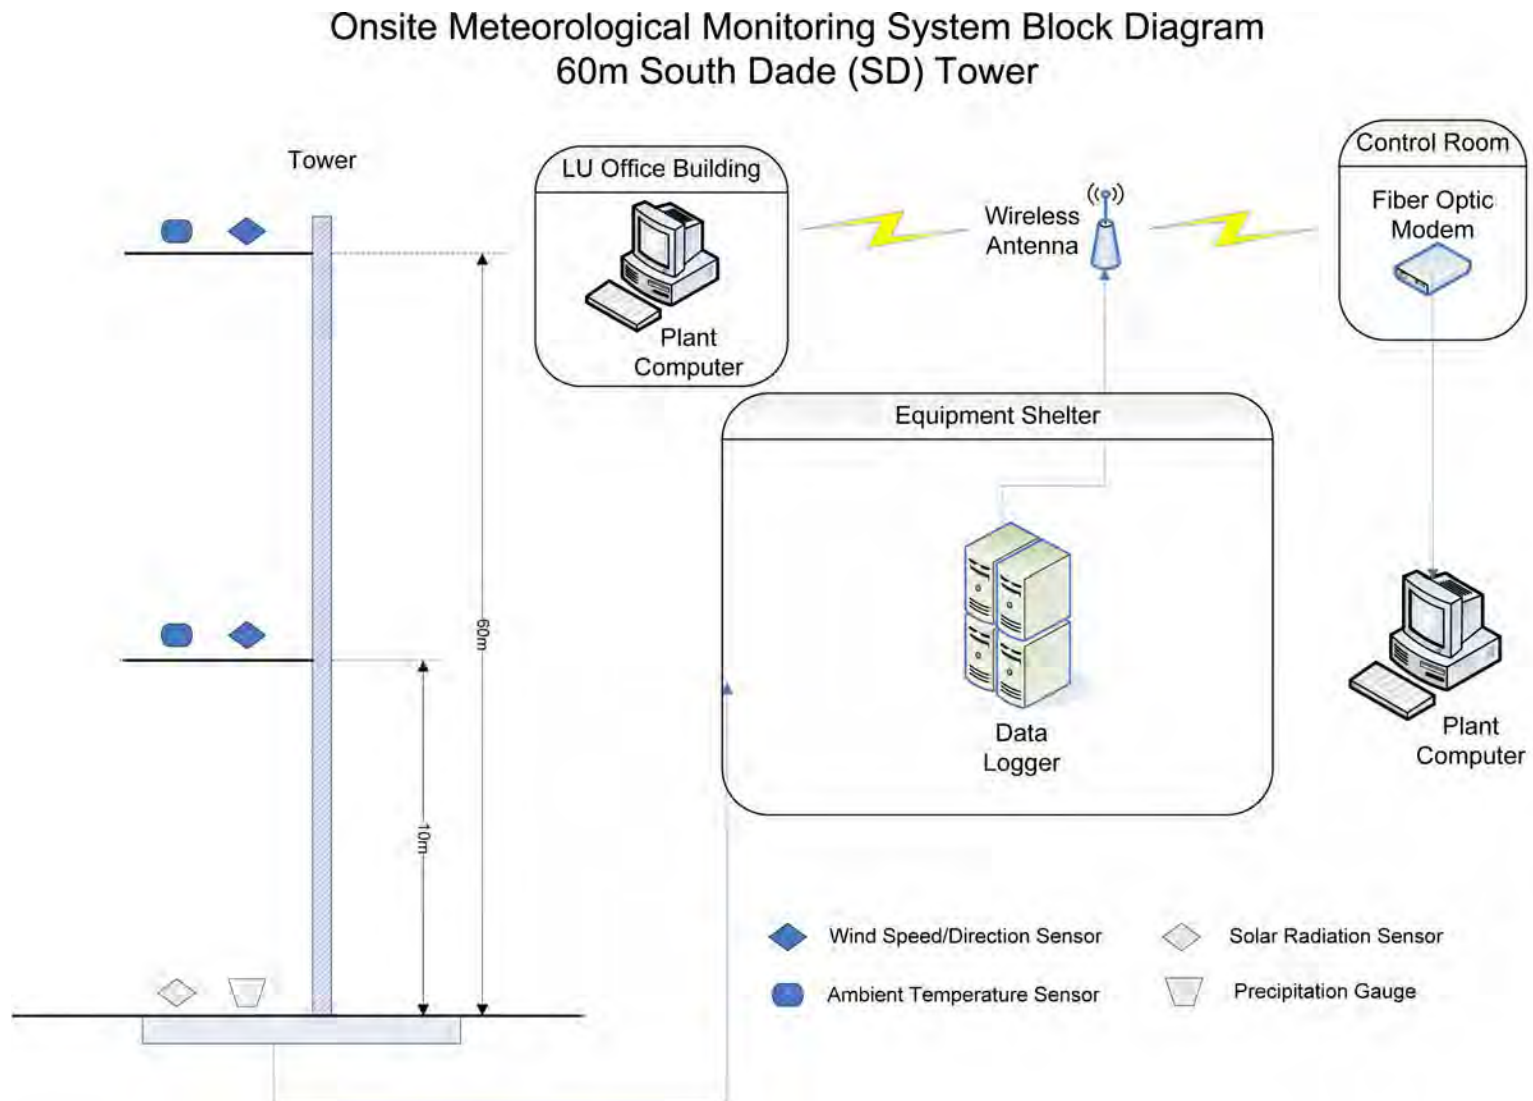 Onsite Meteorological Monitoring System Block Diagram
60m South Dade (SD) Tower
Tower
LU Office Building
Plant
Computer
Wireless
Antenna
Control Room
Fiber Optic
Modem
Equipment Shelter
Data
Logger
Plant
Computer
60m
10m
Wind Speed/Direction Sensor
Solar Radiation Sensor
Ambient Temperature Sensor
Precipitation Gauge